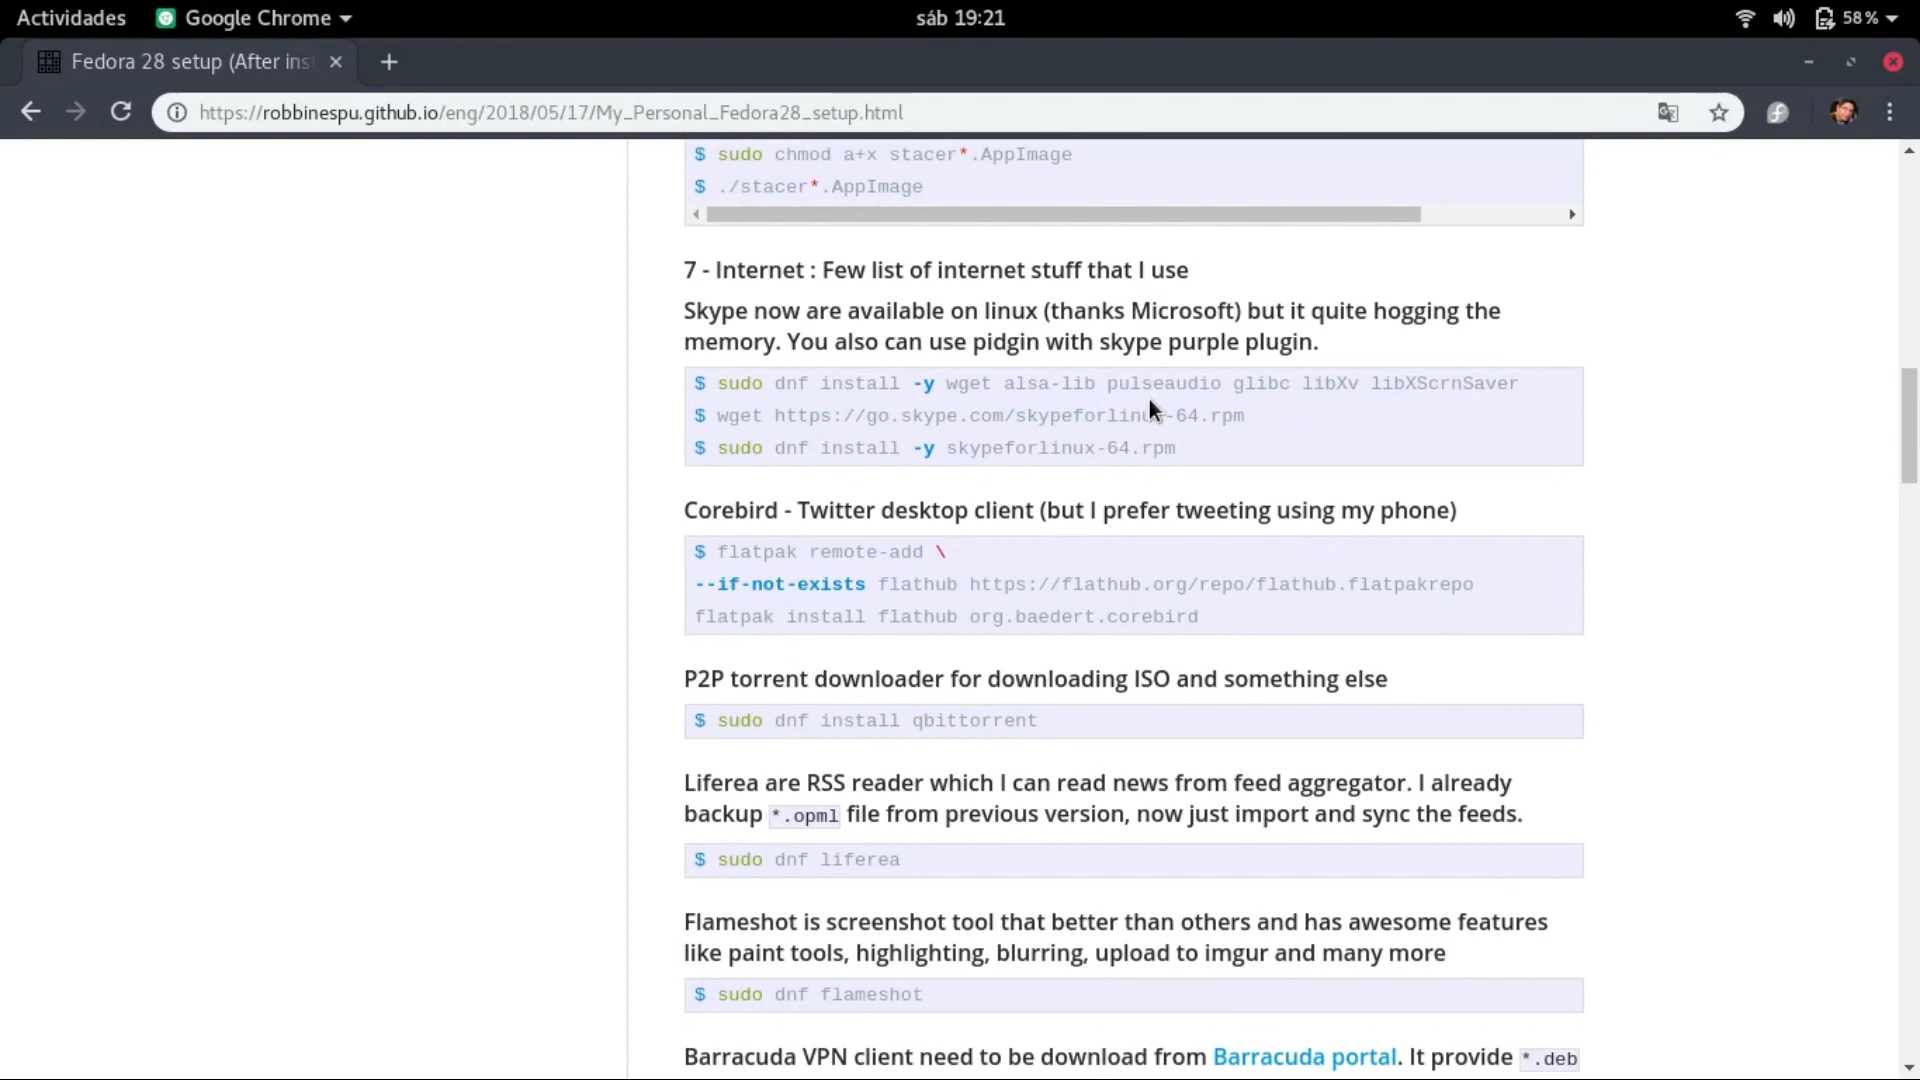 Actividades
Google Chrome
sáb 19:21
58 %
Fedora 28 setup (After inst
https://robbinespu.github.io/eng/2018/05/17/My_Personal_Fedora28_setup.html
$ sudo chmod a+x stacer*.AppImage
$ ./stacer*.AppImage
7 - Internet : Few list of internet stuff that I use
Skype now are available on linux (thanks Microsoft) but it quite hogging the
memory. You also can use pidgin with skype purple plugin.
$ sudo dnf install -y wget alsa-lib pulseaudio glibc libXv libXScrnSaver
$ wget https://go.skype.com/skypeforlinux-64.rpm
$ sudo dnf install -y skypeforlinux-64.rpm
Corebird - Twitter desktop client (but I prefer tweeting using my phone)
$ flatpak remote-add \
--if-not-exists flathub https://flathub.org/repo/flathub.flatpakrepo
flatpak install flathub org.baedert.corebird
P2P torrent downloader for downloading ISO and something else
$ sudo dnf install qbittorrent
Liferea are RSS reader which I can read news from feed aggregator. I already
backup *.opml file from previous version, now just import and sync the feeds.
$ sudo dnf liferea
Flameshot is screenshot tool that better than others and has awesome features
like paint tools, highlighting, blurring, upload to imgur and many more
$ sudo dnf flameshot
Barracuda VPN client need to be download from Barracuda portal. It provide *.deb